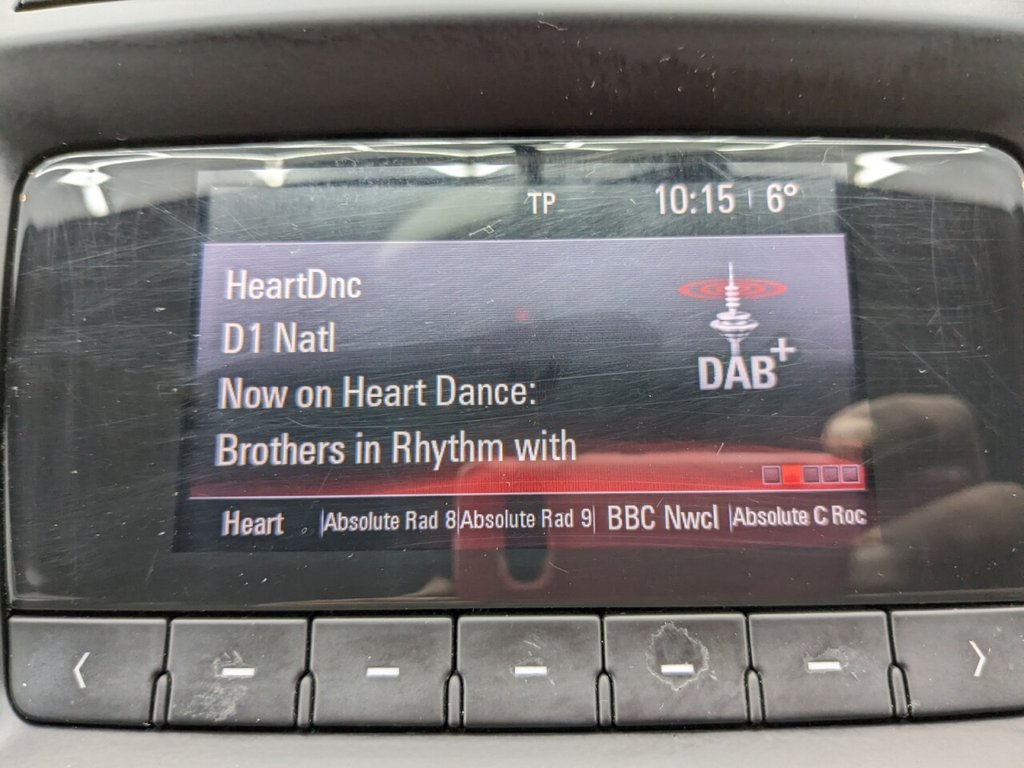 TP 10:15 6°
HeartDnc
D1 Natl
DAB+
Now on Heart Dance:
Brothers in Rhythm with
Heart Absolute Rad 8 Absolute Rad 9 BBC Nwcl Absolute C Roc